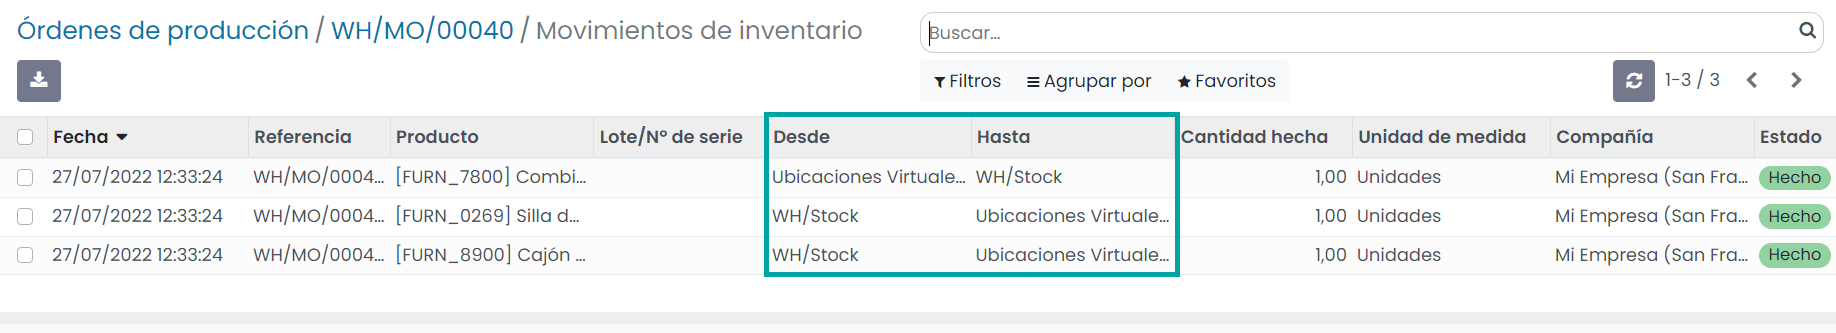 Órdenes de producción / WH/MO/00040 / Movimientos de inventario
Buscar...
Filtros Agrupar por Favoritos
1-3 / 3
Fecha Referencia Producto Lote/Nº de serie Desde Hasta Cantidad hecha Unidad de medida Compañía Estado
27/07/2022 12:33:24 WH/MO/0004... [FURN_7800] Combi... Ubicaciones Virtuale... WH/Stock 1,00 Unidades Mi Empresa (San Fra... Hecho
27/07/2022 12:33:24 WH/MO/0004... [FURN_0269] Silla d... WH/Stock Ubicaciones Virtuale... 1,00 Unidades Mi Empresa (San Fra... Hecho
27/07/2022 12:33:24 WH/MO/0004... [FURN_8900] Cajón ... WH/Stock Ubicaciones Virtuale... 1,00 Unidades Mi Empresa (San Fra... Hecho